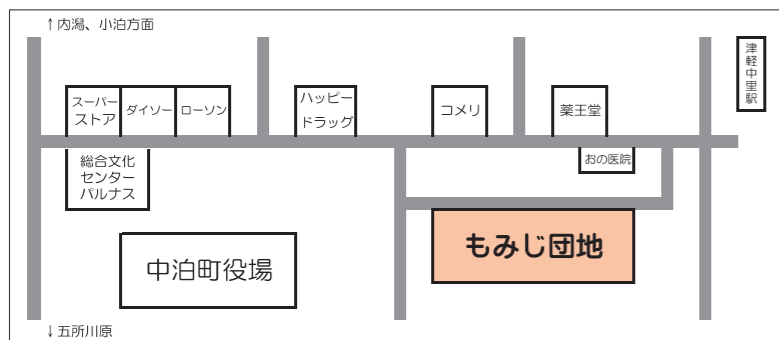 ↑内潟、小泊方面
スーパー
ストア
ダイソー
ローソン
ハッピー
ドラッグ
コメリ
薬王堂
津軽中里駅
総合文化
センター
パルナス
おの医院
もみじ団地
中泊町役場
↓五所川原